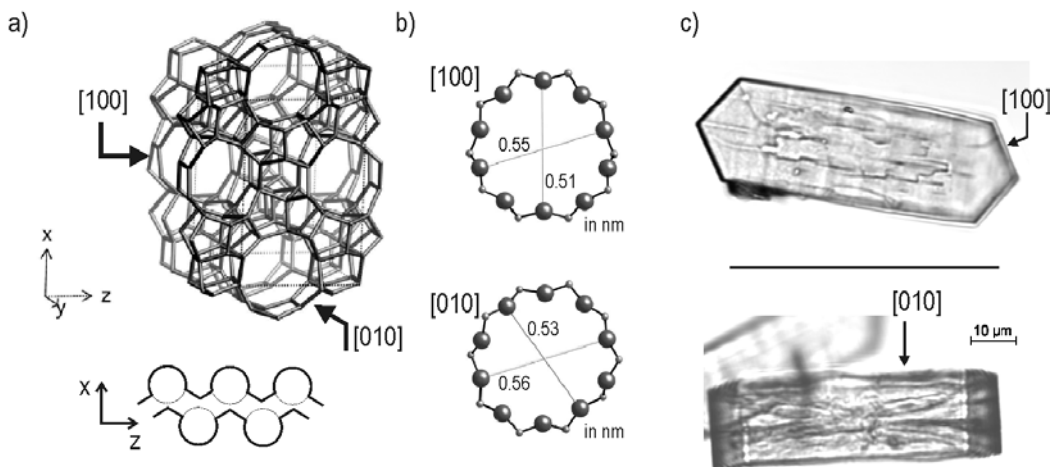 a)
[100]
x
y
z
[010]
X
Z
b)
[100]
0.55
0.51
in nm
[010]
0.53
0.56
in nm
c)
[100]
[010]
10 µm